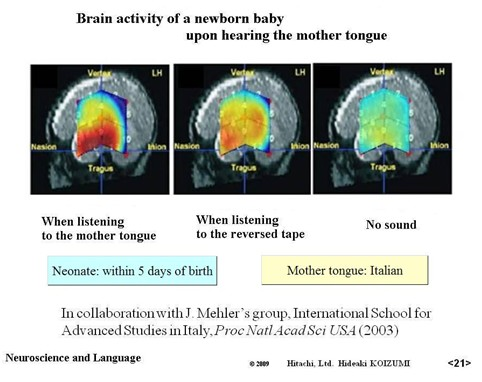 Brain activity of a newborn baby
upon hearing the mother tongue
Vertex LH
Nasion Inion
Tragus
Vertex LH
Nasion Inion
Tragus
Vertex LH
Nasion Inion
Tragus
When listening
to the mother tongue
When listening
to the reversed tape
No sound
Neonate: within 5 days of birth
Mother tongue: Italian
In collaboration with J. Mehler's group, International School for
Advanced Studies in Italy, Proc Natl Acad Sci USA (2003)
Neuroscience and Language © 2009 Hitachi, Ltd. Hideaki KOIZUMI <21>